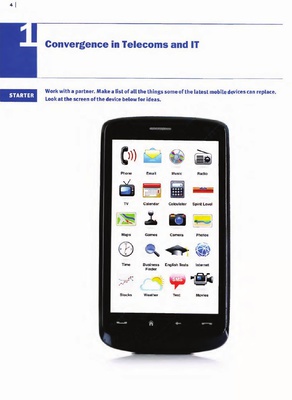 4 |
1
Convergence in Telecoms and IT
STARTER
Work with a partner. Make a list of all the things some of the latest mobile devices can replace.
Look at the screen of the device below for ideas.
Phone Email Music Radio
TV Calendar Calculator Spirit Level
Maps Games Camera Photos
Time Business Finder English Tools Internet
Stocks Weather Text Movies